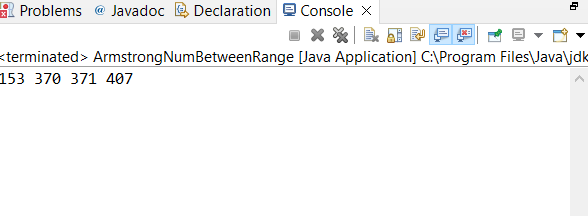 Problems @ Javadoc Declaration Console
<terminated> ArmstrongNumBetweenRange [Java Application] C:\Program Files\Java\jdk
153 370 371 407